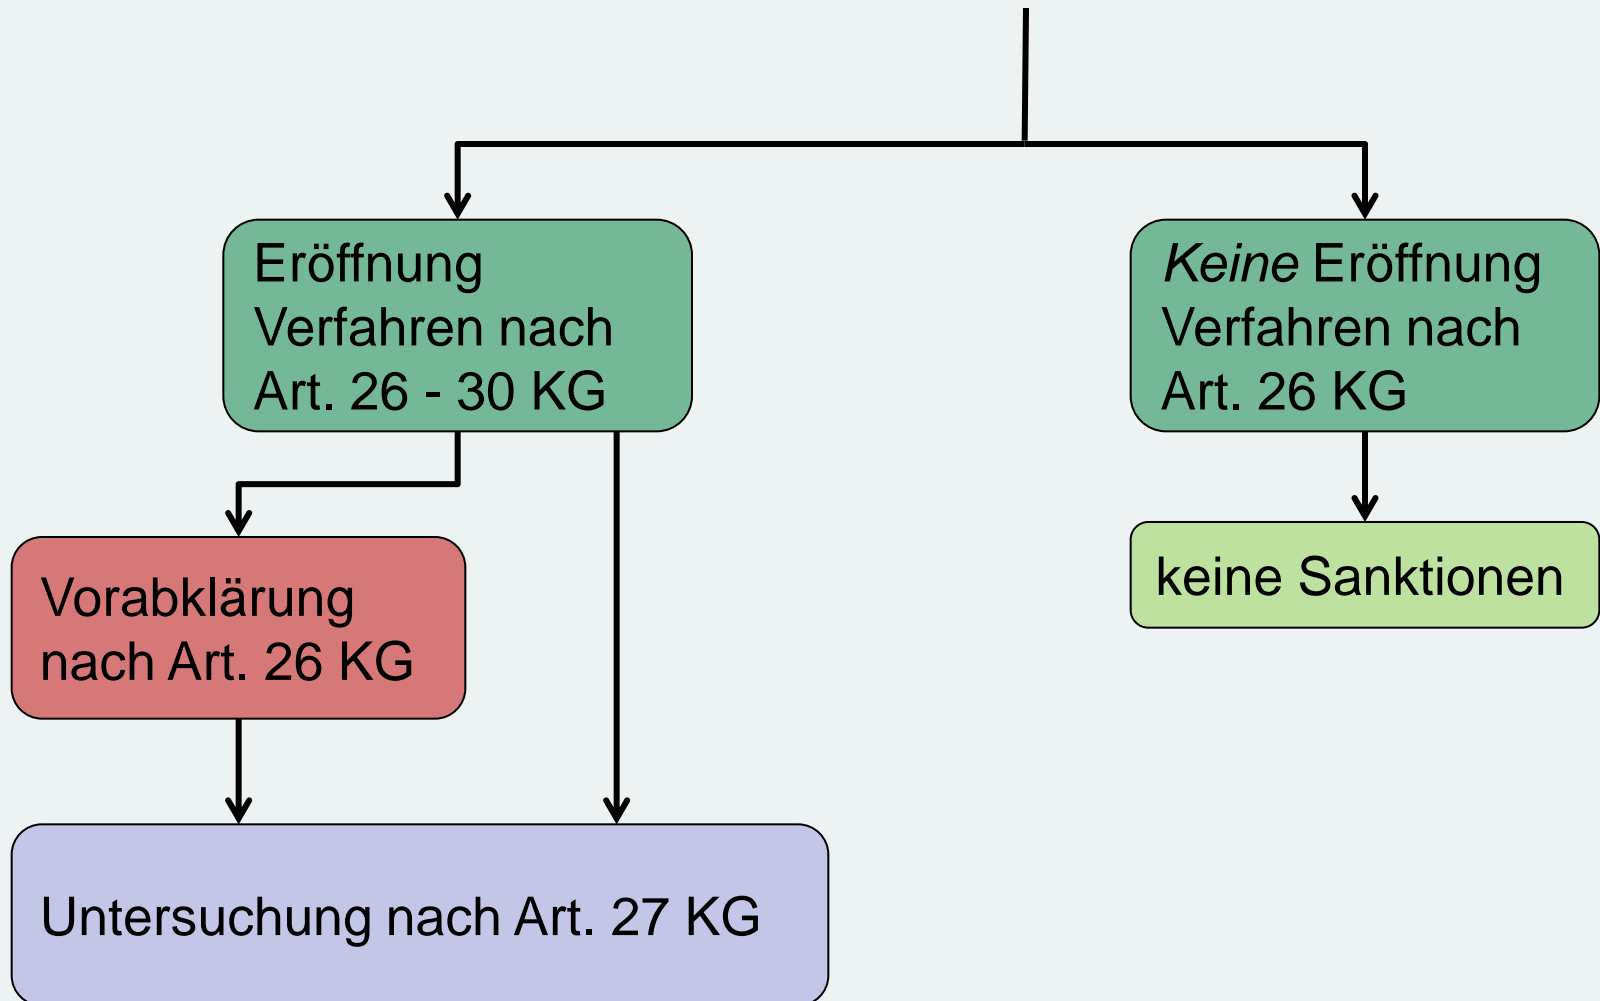 Eröffnung
Verfahren nach
Art. 26 - 30 KG
Keine Eröffnung
Verfahren nach
Art. 26 KG
keine Sanktionen
Vorabklärung
nach Art. 26 KG
Untersuchung nach Art. 27 KG